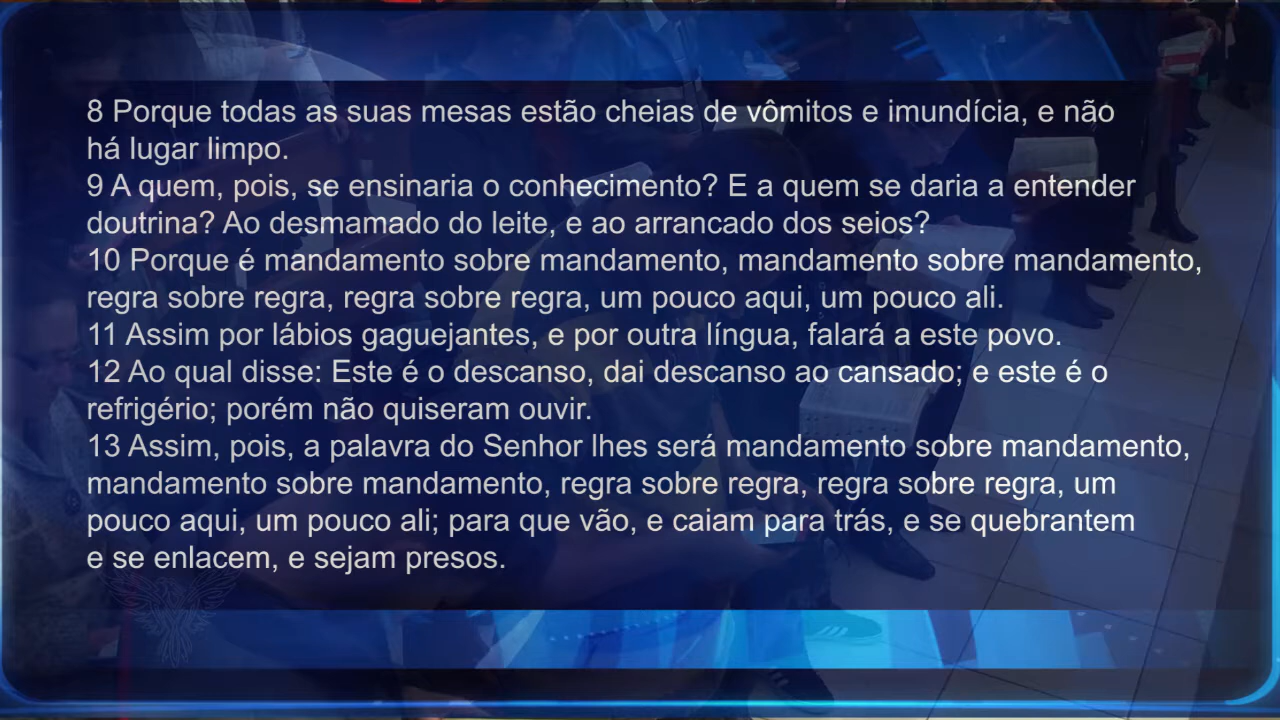 8 Porque todas as suas mesas estão cheias de vômitos e imundícia, e não
há lugar limpo.
9 A quem, pois, se ensinaria o conhecimento? E a quem se daria a entender
doutrina? Ao desmamado do leite, e ao arrancado dos seios?
10 Porque é mandamento sobre mandamento, mandamento sobre mandamento,
regra sobre regra, regra sobre regra, um pouco aqui, um pouco ali.
11 Assim por lábios gaguejantes, e por outra língua, falará a este povo.
12 Ao qual disse: Este é o descanso, dai descanso ao cansado; e este é o
refrigério; porém não quiseram ouvir.
13 Assim, pois, a palavra do Senhor lhes será mandamento sobre mandamento,
mandamento sobre mandamento, regra sobre regra, regra sobre regra, um
pouco aqui, um pouco ali; para que vão, e caiam para trás, e se quebrantem
e se enlacem, e sejam presos.